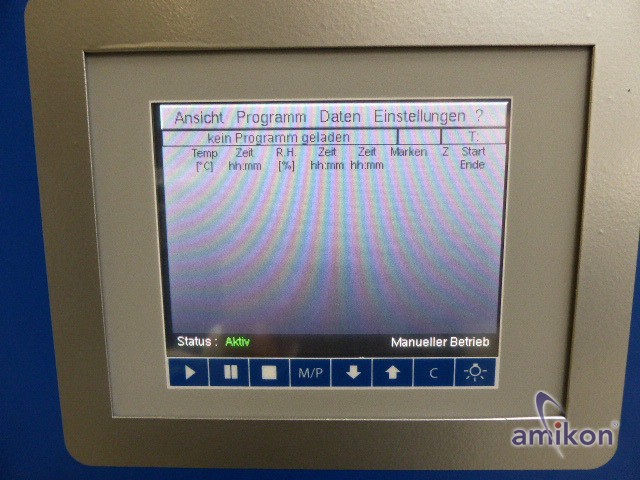 Ansicht Programm Daten Einstellungen ?
kein Programm geladen T:
Temp Zeit R.H. Zeit Zeit Marken Z Start
[°C] hh:mm [%] hh:mm hh:mm Ende
Status : Aktiv Manueller Betrieb
M/P C
amikon®